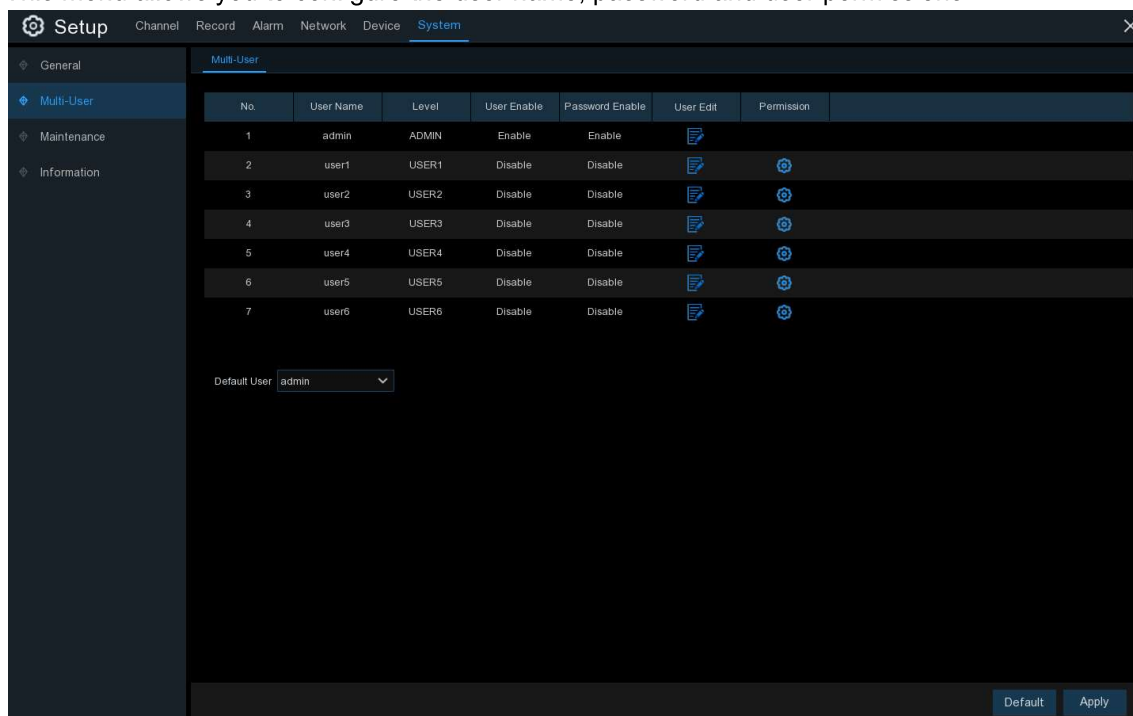 Setup Channel Record Alarm Network Device System X
General
Multi-User
Maintenance
Information
Multi-User
No. User Name Level User Enable Password Enable User Edit Permission
1 admin ADMIN Enable Enable
2 user1 USER1 Disable Disable
3 user2 USER2 Disable Disable
4 user3 USER3 Disable Disable
5 user4 USER4 Disable Disable
6 user5 USER5 Disable Disable
7 user6 USER6 Disable Disable
Default User admin
Default Apply